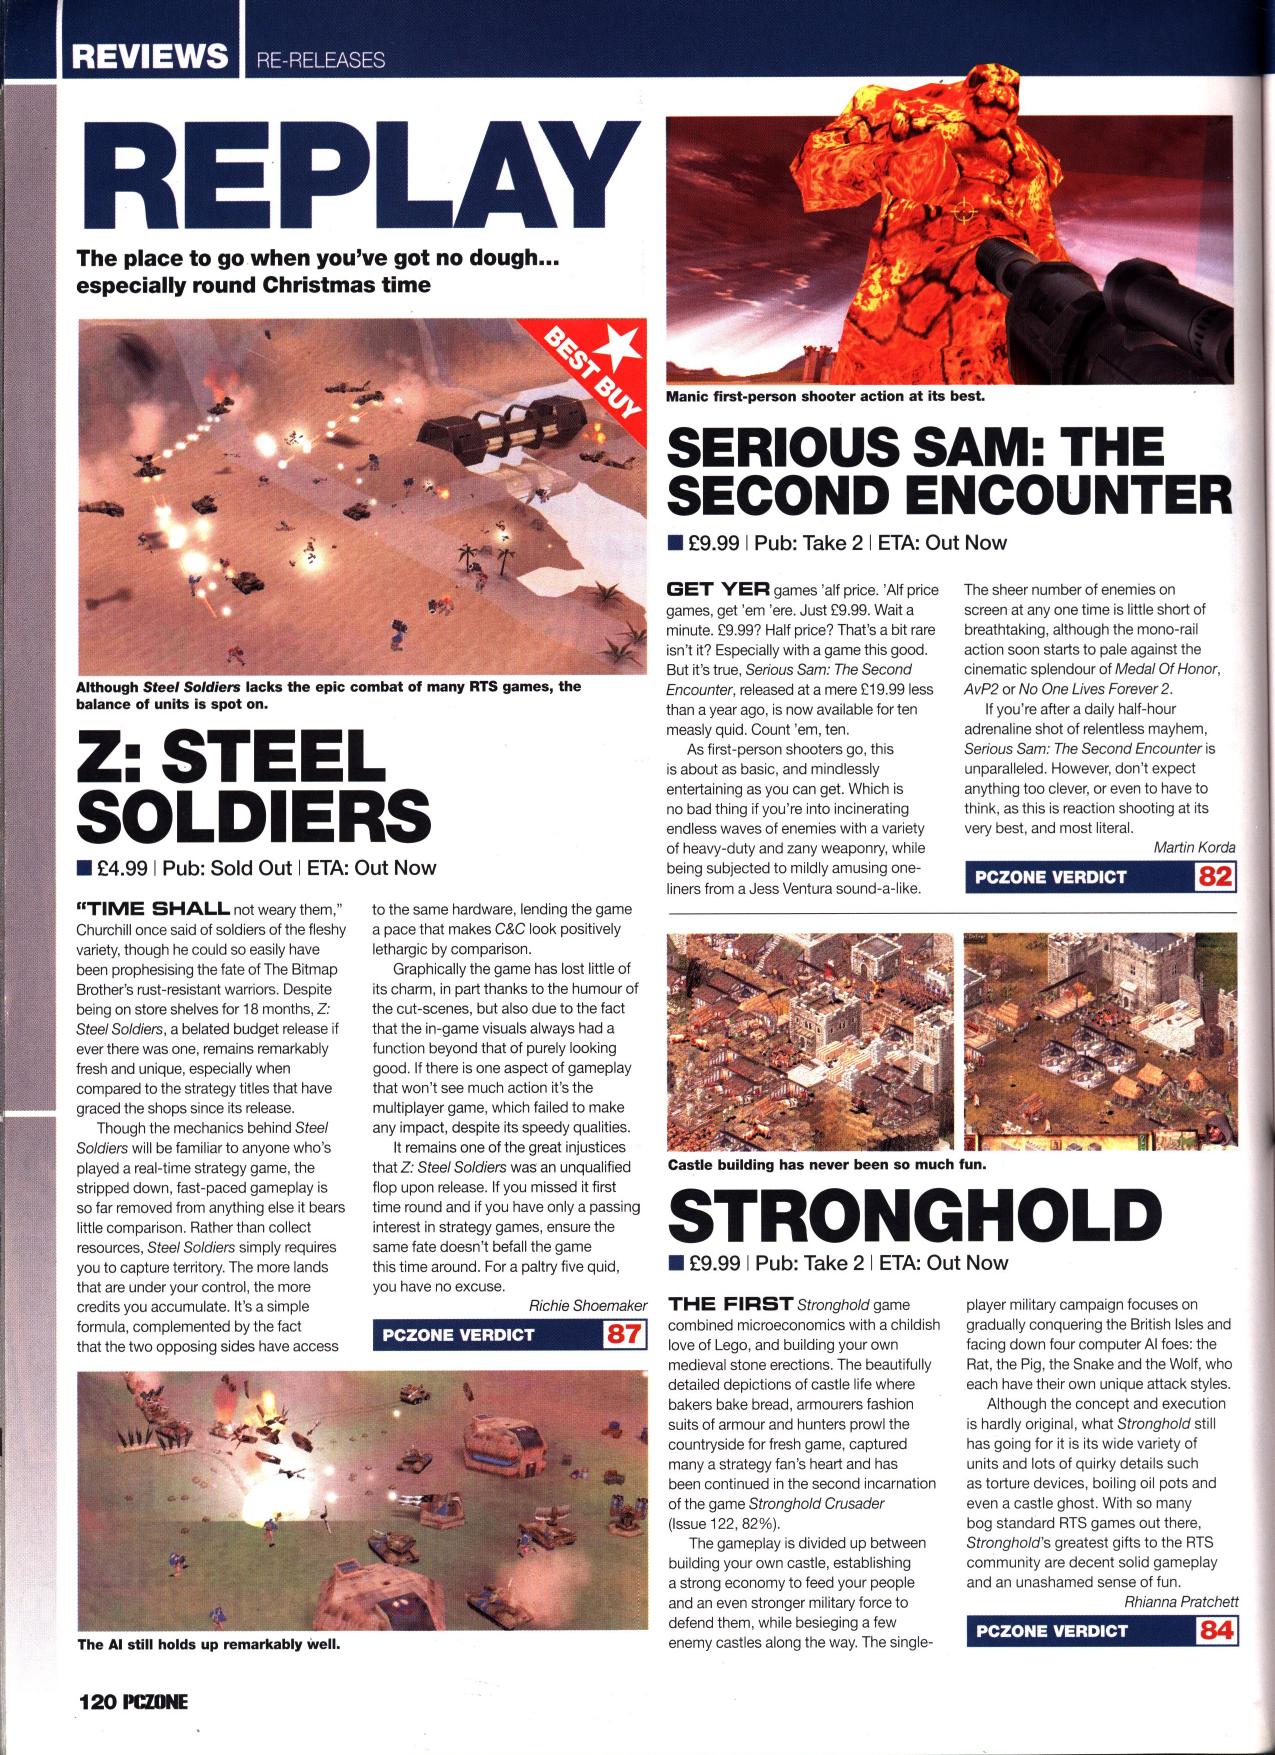 REVIEWS
RE-RELEASES
REPLAY
The place to go when you've got no dough...
especially round Christmas time
BEST BUY
Although Steel Soldiers lacks the epic combat of many RTS games, the
balance of units is spot on.
Z: STEEL
SOLDIERS
£4.99 | Pub: Sold Out | ETA: Out Now
“TIME SHALL not weary them,”
Churchill once said of soldiers of the fleshy
variety, though he could so easily have
been prophesising the fate of The Bitmap
Brother's rust-resistant warriors. Despite
being on store shelves for 18 months, Z:
Steel Soldiers, a belated budget release if
ever there was one, remains remarkably
fresh and unique, especially when
compared to the strategy titles that have
graced the shops since its release.
Though the mechanics behind Steel
Soldiers will be familiar to anyone who's
played a real-time strategy game, the
stripped down, fast-paced gameplay is
so far removed from anything else it bears
little comparison. Rather than collect
resources, Steel Soldiers simply requires
you to capture territory. The more lands
that are under your control, the more
credits you accumulate. It's a simple
formula, complemented by the fact
that the two opposing sides have access
to the same hardware, lending the game
a pace that makes C&C look positively
lethargic by comparison.
Graphically the game has lost little of
its charm, in part thanks to the humour of
the cut-scenes, but also due to the fact
that the in-game visuals always had a
function beyond that of purely looking
good. If there is one aspect of gameplay
that won't see much action it's the
multiplayer game, which failed to make
any impact, despite its speedy qualities.
It remains one of the great injustices
that Z: Steel Soldiers was an unqualified
flop upon release. If you missed it first
time round and if you have only a passing
interest in strategy games, ensure the
same fate doesn't befall the game
this time around. For a paltry five quid,
you have no excuse.
Richie Shoemaker
PCZONE VERDICT 87
The AI still holds up remarkably well.
Manic first-person shooter action at its best.
SERIOUS SAM: THE
SECOND ENCOUNTER
£9.99 | Pub: Take 2 | ETA: Out Now
GET YER games 'alf price. 'Alf price
games, get 'em 'ere. Just £9.99. Wait a
minute. £9.99? Half price? That's a bit rare
isn't it? Especially with a game this good.
But it's true, Serious Sam: The Second
Encounter, released at a mere £19.99 less
than a year ago, is now available for ten
measly quid. Count 'em, ten.
As first-person shooters go, this
is about as basic, and mindlessly
entertaining as you can get. Which is
no bad thing if you're into incinerating
endless waves of enemies with a variety
of heavy-duty and zany weaponry, while
being subjected to mildly amusing one-
liners from a Jess Ventura sound-a-like.
The sheer number of enemies on
screen at any one time is little short of
breathtaking, although the mono-rail
action soon starts to pale against the
cinematic splendour of Medal Of Honor,
AvP2 or No One Lives Forever 2.
If you're after a daily half-hour
adrenaline shot of relentless mayhem,
Serious Sam: The Second Encounter is
unparalleled. However, don't expect
anything too clever, or even to have to
think, as this is reaction shooting at its
very best, and most literal.
Martin Korda
PCZONE VERDICT 82
Castle building has never been so much fun.
STRONGHOLD
£9.99 | Pub: Take 2 | ETA: Out Now
THE FIRST Stronghold game
combined microeconomics with a childish
love of Lego, and building your own
medieval stone erections. The beautifully
detailed depictions of castle life where
bakers bake bread, armourers fashion
suits of armour and hunters prowl the
countryside for fresh game, captured
many a strategy fan's heart and has
been continued in the second incarnation
of the game Stronghold Crusader
(Issue 122, 82%).
The gameplay is divided up between
building your own castle, establishing
a strong economy to feed your people
and an even stronger military force to
defend them, while besieging a few
enemy castles along the way. The single-
player military campaign focuses on
gradually conquering the British Isles and
facing down four computer AI foes: the
Rat, the Pig, the Snake and the Wolf, who
each have their own unique attack styles.
Although the concept and execution
is hardly original, what Stronghold still
has going for it is its wide variety of
units and lots of quirky details such
as torture devices, boiling oil pots and
even a castle ghost. With so many
bog standard RTS games out there,
Stronghold's greatest gifts to the RTS
community are decent solid gameplay
and an unashamed sense of fun.
Rhianna Pratchett
PCZONE VERDICT 84
120 PCZONE